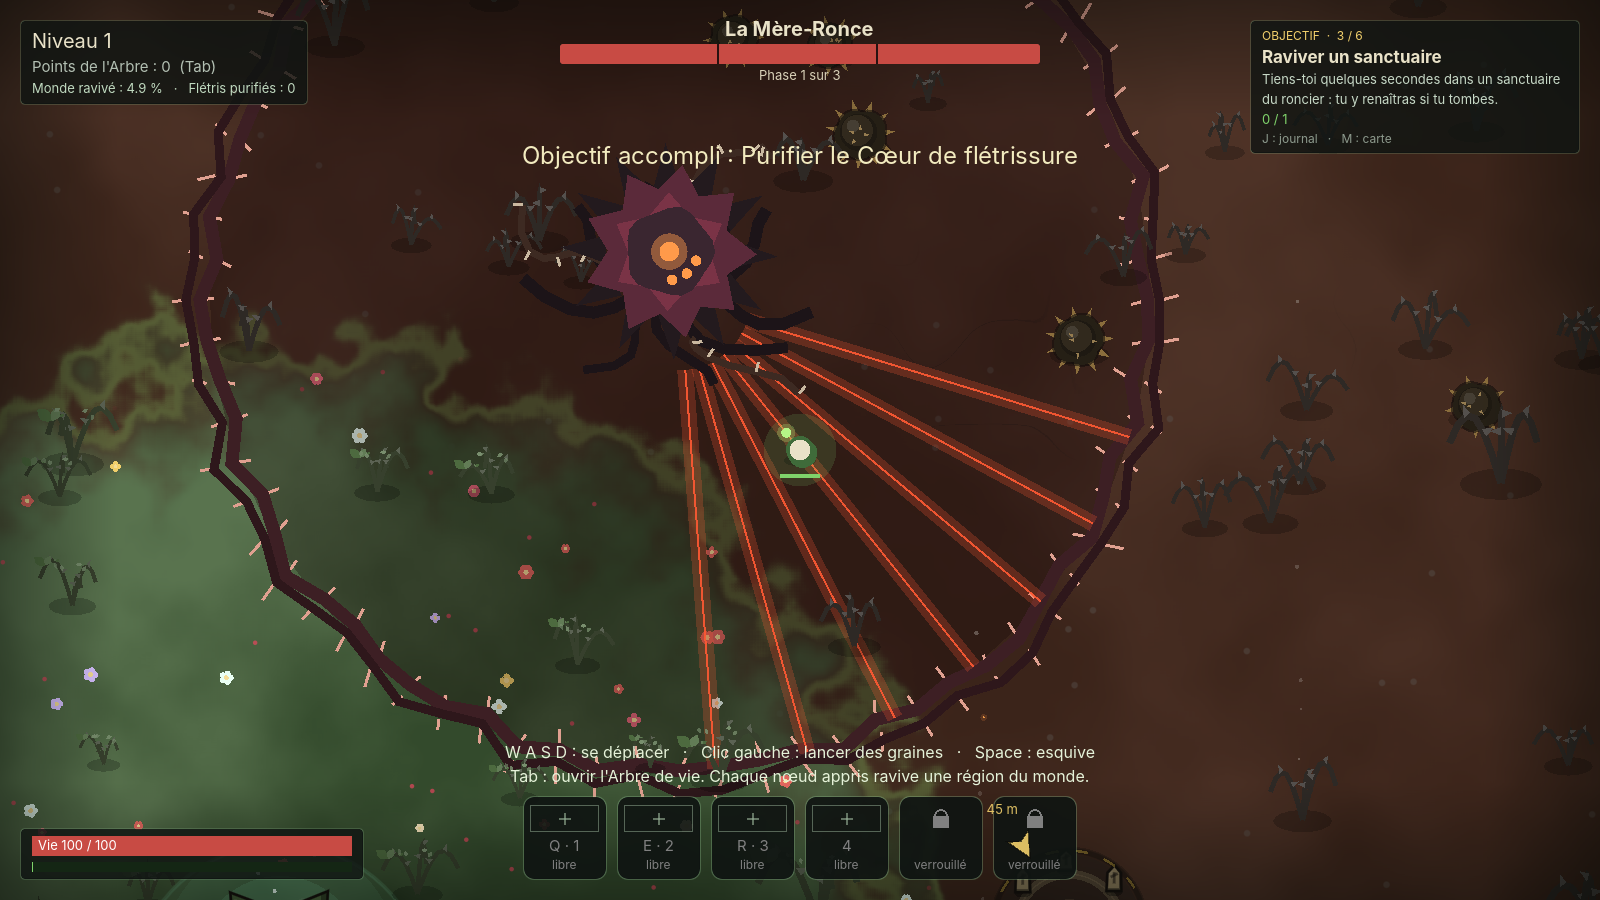 Niveau 1
Points de l'Arbre : 0 (Tab)
Monde ravivé : 4.9 % · Flétris purifiés : 0
La Mère-Ronce
Phase 1 sur 3
OBJECTIF · 3 / 6
Raviver un sanctuaire
Tiens-toi quelques secondes dans un sanctuaire
du roncier : tu y renaîtras si tu tombes.
0 / 1
J : journal · M : carte
Objectif accompli : Purifier le Cœur de flétrissure
W A S D : se déplacer · Clic gauche : lancer des graines · Space : esquive
Tab : ouvrir l'Arbre de vie. Chaque nœud appris ravive une région du monde.
45 m
Q · 1
E · 2
R · 3
4
libre
libre
libre
libre
verrouillé
verrouillé
Vie 100 / 100